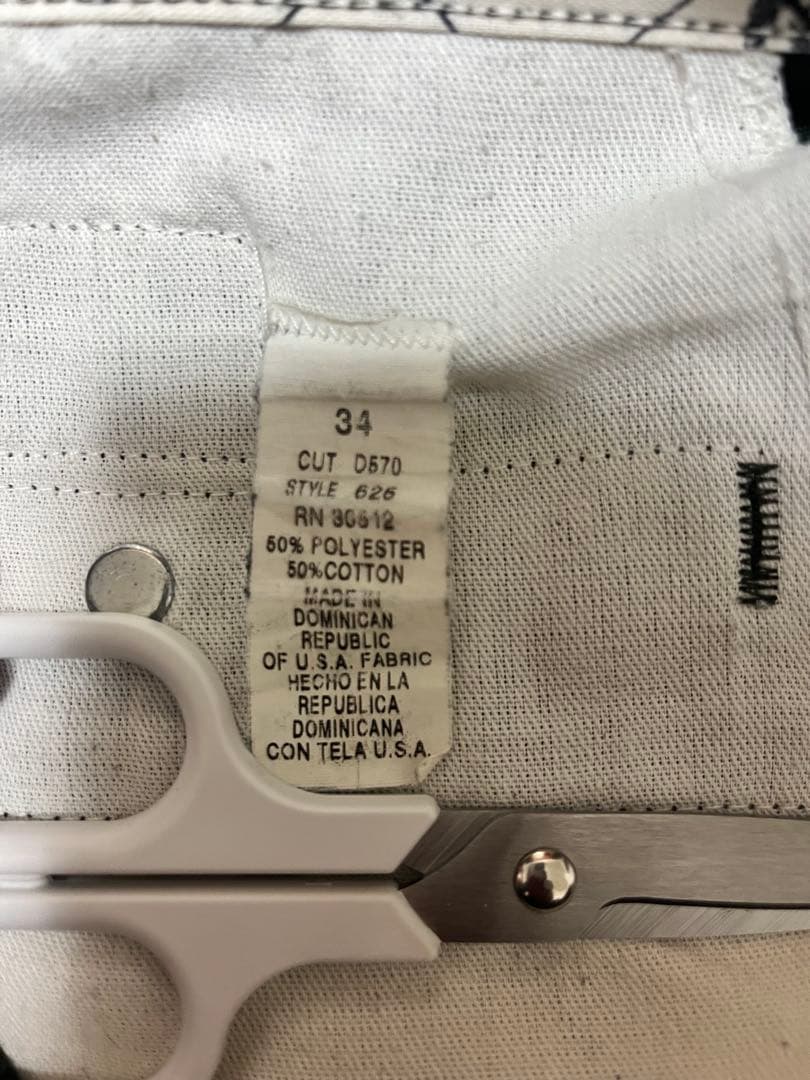 34
CUT D570
STYLE 626
RN 30612
50% POLYESTER
50% COTTON
MADE IN
DOMINICAN
REPUBLIC
OF U.S.A. FABRIC
HECHO EN LA
REPUBLICA
DOMINICANA
CON TELA U.S.A.